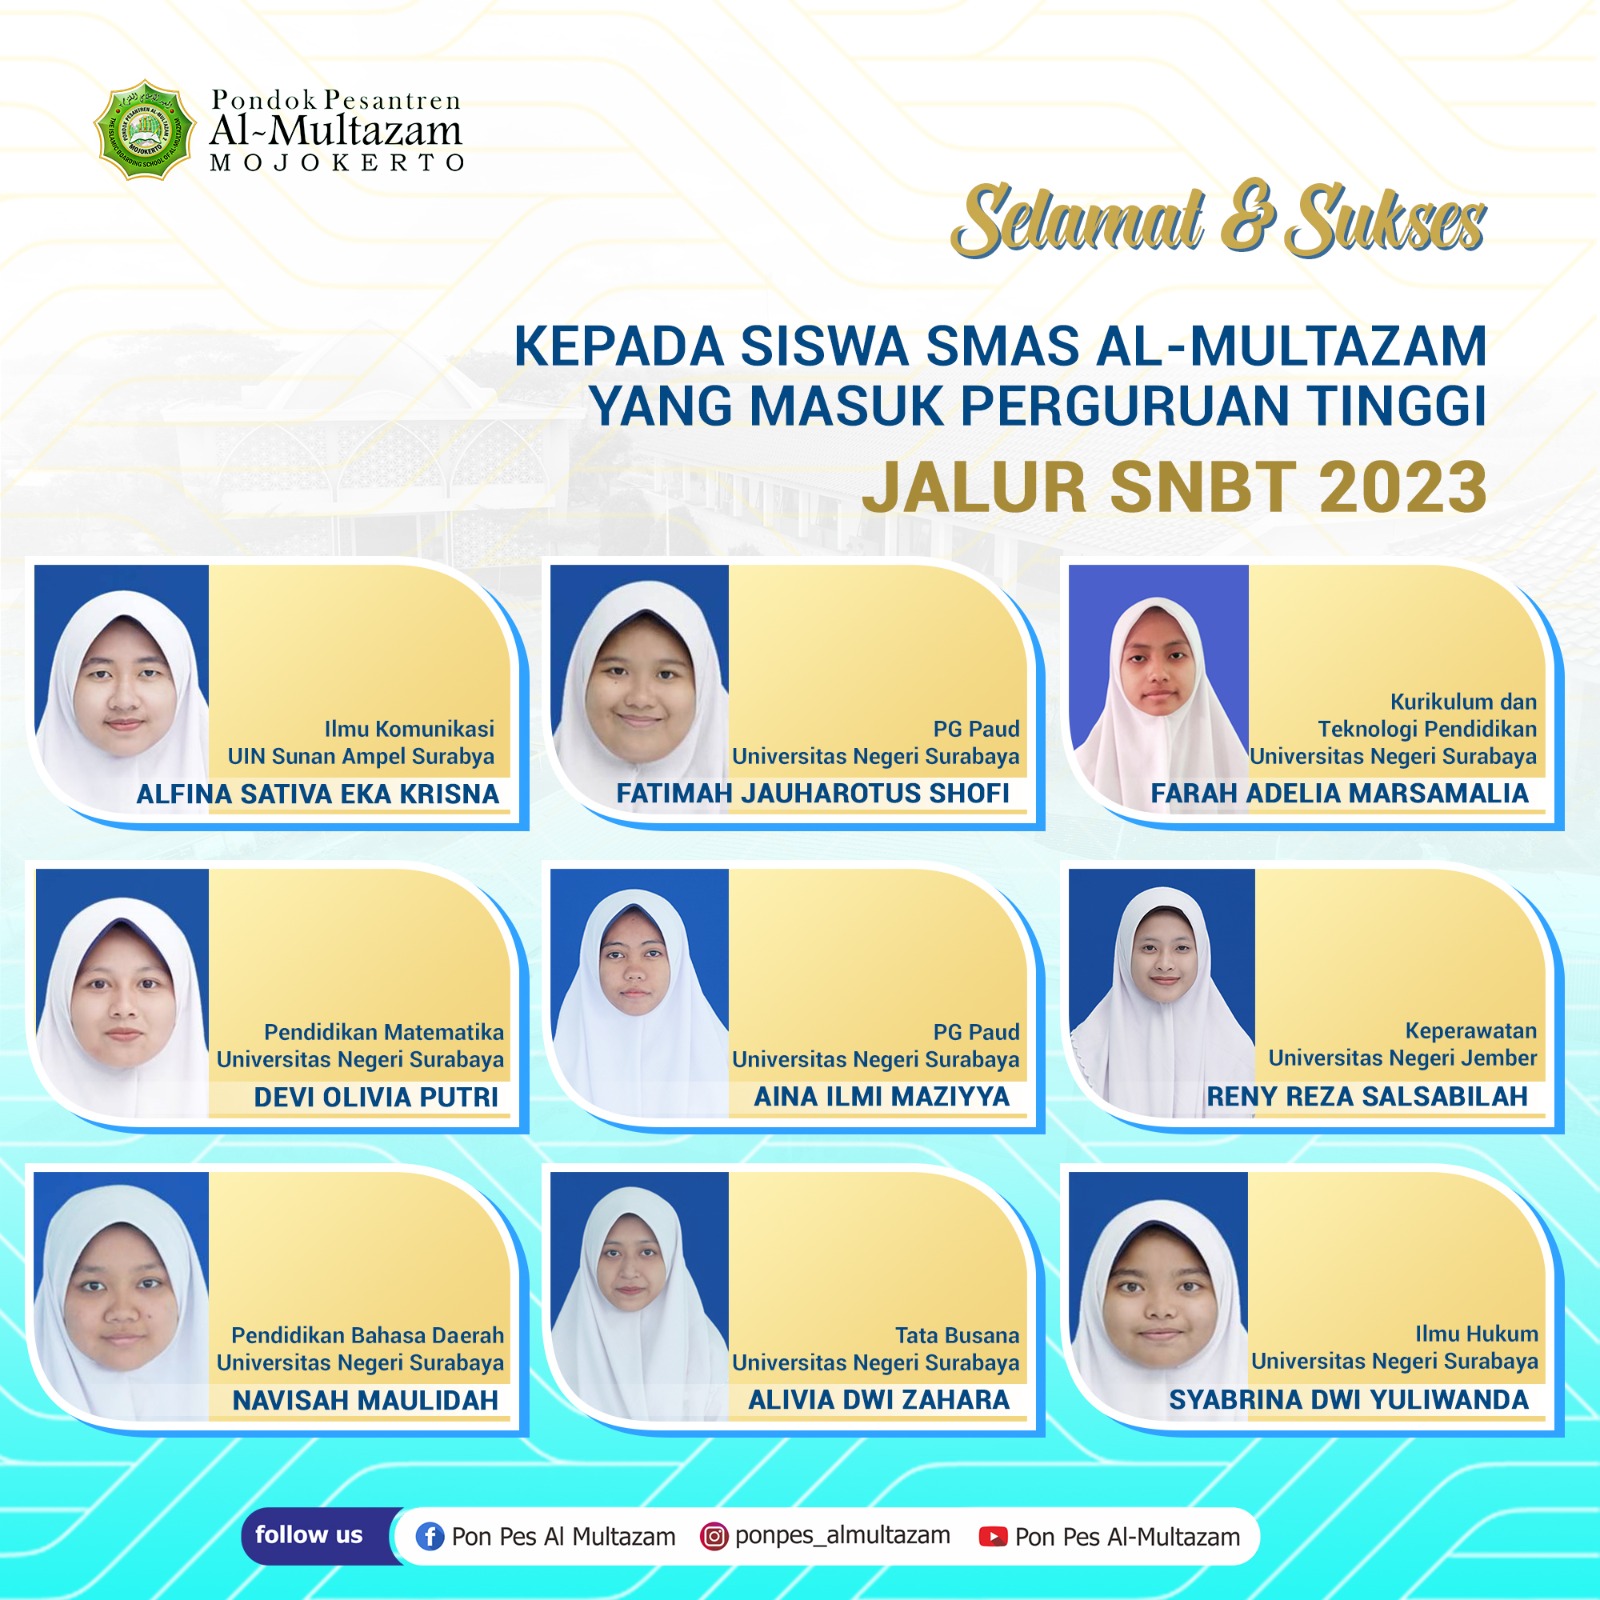 Pondok Pesantren
Al~Multazam
MOJOKERTO
Selamat & Sukses
KEPADA SISWA SMAS AL-MULTAZAM
YANG MASUK PERGURUAN TINGGI
JALUR SNBT 2023
Ilmu Komunikasi
UIN Sunan Ampel Surabya
ALFINA SATIVA EKA KRISNA
PG Paud
Universitas Negeri Surabaya
FATIMAH JAUHAROTUS SHOFI
Kurikulum dan
Teknologi Pendidikan
Universitas Negeri Surabaya
FARAH ADELIA MARSAMALIA
Pendidikan Matematika
Universitas Negeri Surabaya
DEVI OLIVIA PUTRI
PG Paud
Universitas Negeri Surabaya
AINA ILMI MAZIYYA
Keperawatan
Universitas Negeri Jember
RENY REZA SALSABILAH
Pendidikan Bahasa Daerah
Universitas Negeri Surabaya
NAVISAH MAULIDAH
Tata Busana
Universitas Negeri Surabaya
ALIVIA DWI ZAHARA
Ilmu Hukum
Universitas Negeri Surabaya
SYABRINA DWI YULIWANDA
follow us
Pon Pes Al Multazam
ponpes_almultazam
Pon Pes Al-Multazam